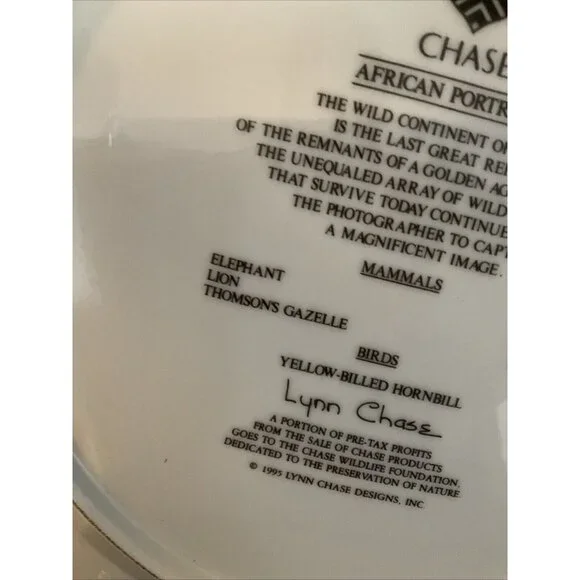 CHASE
AFRICAN PORTR
THE WILD CONTINENT O
IS THE LAST GREAT RE
OF THE REMNANTS OF A GOLDEN AG
THE UNEQUALED ARRAY OF WILD
THAT SURVIVE TODAY CONTINUE
THE PHOTOGRAPHER TO CAPT
A MAGNIFICENT IMAGE.
MAMMALS
ELEPHANT
LION
THOMSON'S GAZELLE
BIRDS
YELLOW-BILLED HORNBILL
Lynn Chase
A PORTION OF PRE-TAX PROFITS
FROM THE SALE OF CHASE PRODUCTS
GOES TO THE CHASE WILDLIFE FOUNDATION,
DEDICATED TO THE PRESERVATION OF NATURE
© 1995 LYNN CHASE DESIGNS, INC